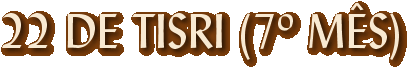 22 DE TISRI (7º MÊS)